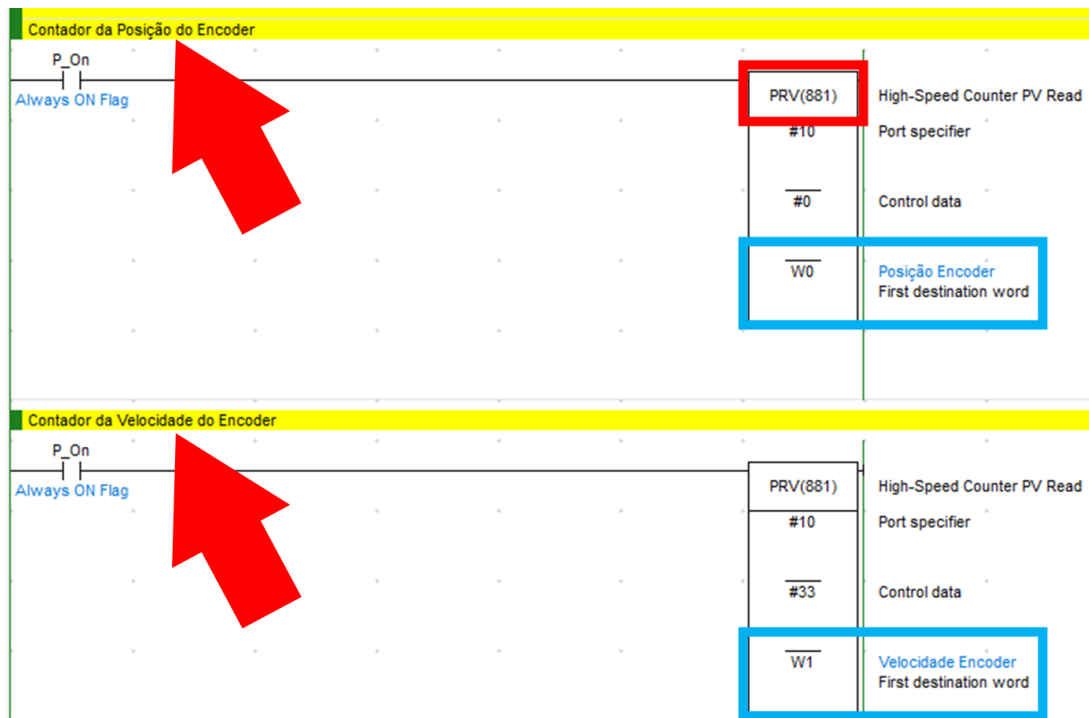 Contador da Posição do Encoder
P_On
Always ON Flag
PRV(881) High-Speed Counter PV Read
#10 Port specifier
#0 Control data
W0 Posição Encoder
First destination word
Contador da Velocidade do Encoder
P_On
Always ON Flag
PRV(881) High-Speed Counter PV Read
#10 Port specifier
#33 Control data
W1 Velocidade Encoder
First destination word